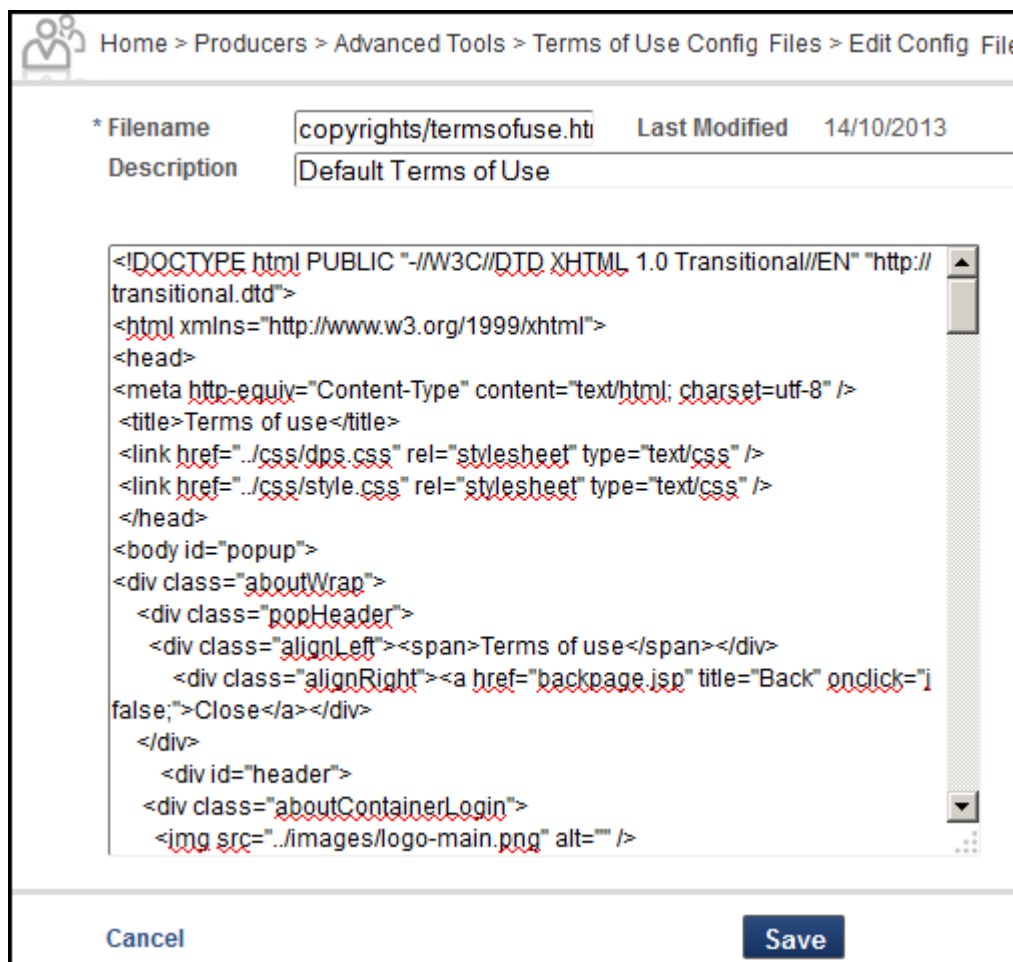 Home > Producers > Advanced Tools > Terms of Use Config Files > Edit Config File
* Filename copyrights/termsofuse.ht Last Modified 14/10/2013
Description Default Terms of Use
<!DOCTYPE html PUBLIC "-//W3C//DTD XHTML 1.0 Transitional//EN" "http://
transitional.dtd">
<html xmlns="http://www.w3.org/1999/xhtml">
<head>
<meta http-equiv="Content-Type" content="text/html; charset=utf-8" />
<title>Terms of use</title>
<link href="../css/dps.css" rel="stylesheet" type="text/css" />
<link href="../css/style.css" rel="stylesheet" type="text/css" />
</head>
<body id="popup">
<div class="aboutWrap">
<div class="popHeader">
<div class="alignLeft"><span>Terms of use</span></div>
<div class="alignRight"><a href="backpage.jsp" title="Back" onclick="j
false;">Close</a></div>
</div>
<div id="header">
<div class="aboutContainerLogin">
<img src="../images/logo-main.png" alt="" />
Cancel Save